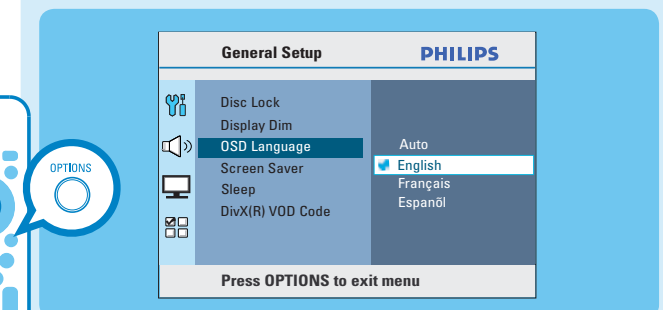 General Setup
PHILIPS
Disc Lock
Display Dim
OSD Language
Screen Saver
Sleep
DivX(R) VOD Code
Auto
English
Français
Espanõl
OPTIONS
Press OPTIONS to exit menu